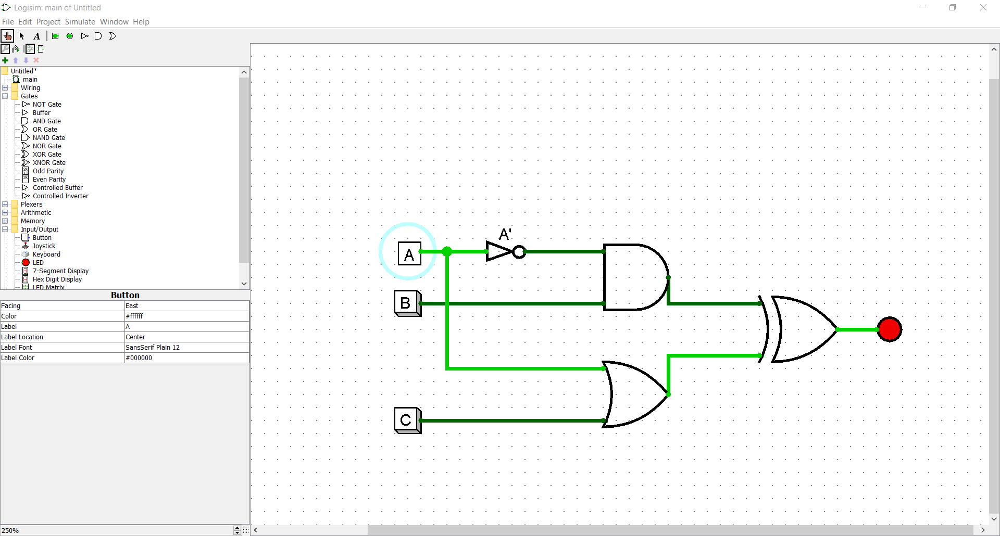 Logisim: main of Untitled
File Edit Project Simulate Window Help
A
Untitled*
main
Wiring
Gates
NOT Gate
Buffer
AND Gate
OR Gate
NAND Gate
NOR Gate
XOR Gate
XNOR Gate
Odd Parity
Even Parity
Controlled Buffer
Controlled Inverter
Plexers
Arithmetic
Memory
Input/Output
Button
Joystick
Keyboard
LED
7-Segment Display
Hex Digit Display
LED Matrix
Button
Facing East
Color #ffffff
Label A
Label Location Center
Label Font SansSerif Plain 12
Label Color #000000
250%
A'
A
B
C